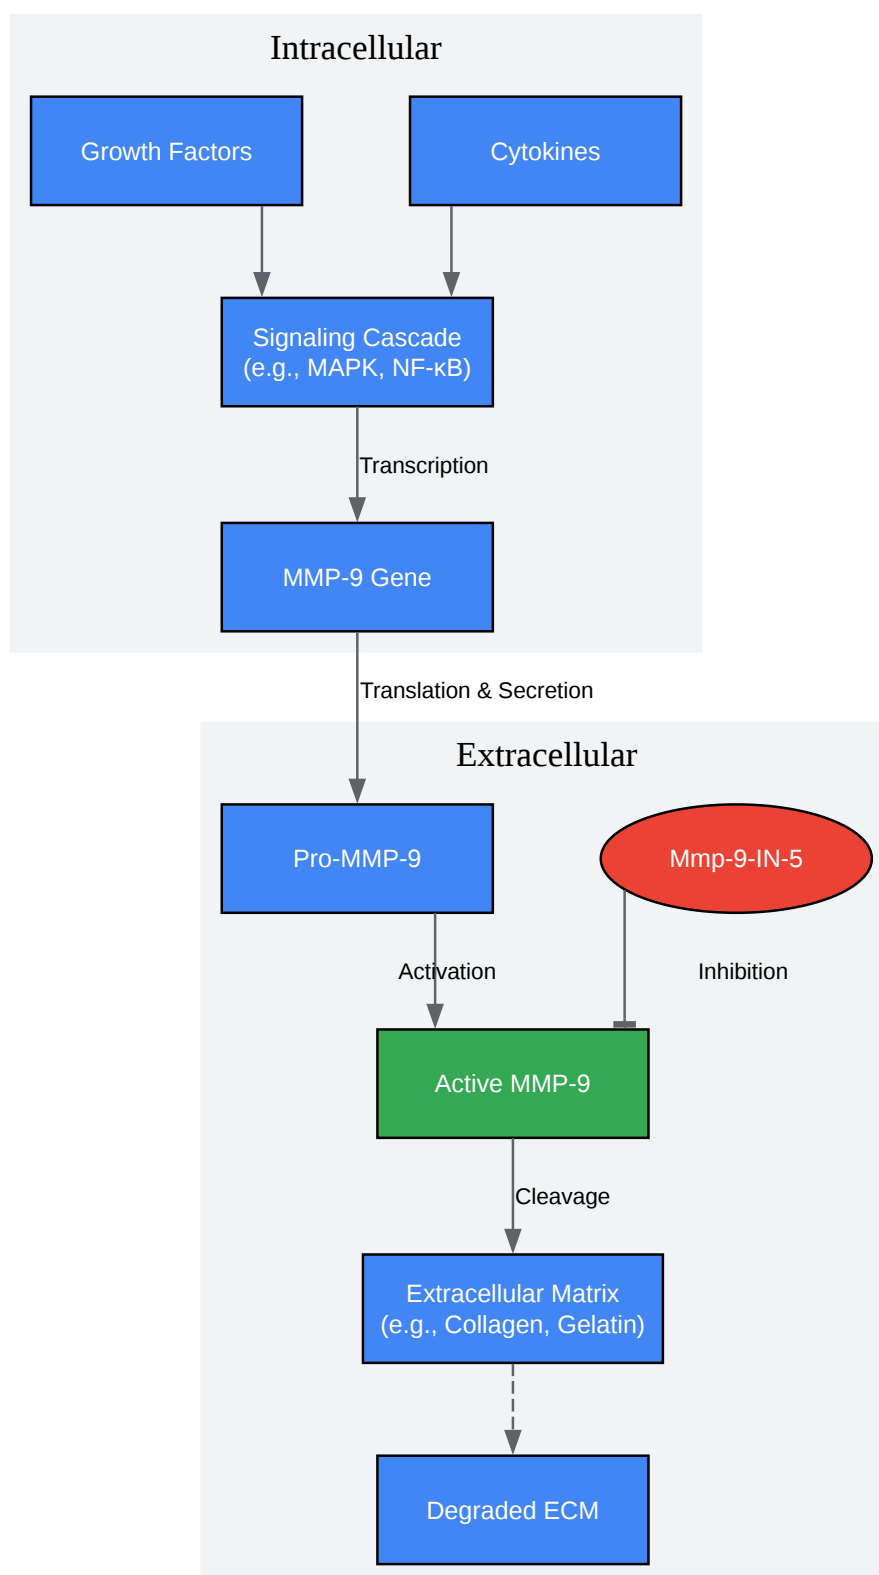 Intracellular
Growth Factors
Cytokines
Signaling Cascade
(e.g., MAPK, NF-κB)
Transcription
MMP-9 Gene
Translation & Secretion
Extracellular
Pro-MMP-9
Mmp-9-IN-5
Activation
Inhibition
Active MMP-9
Cleavage
Extracellular Matrix
(e.g., Collagen, Gelatin)
Degraded ECM